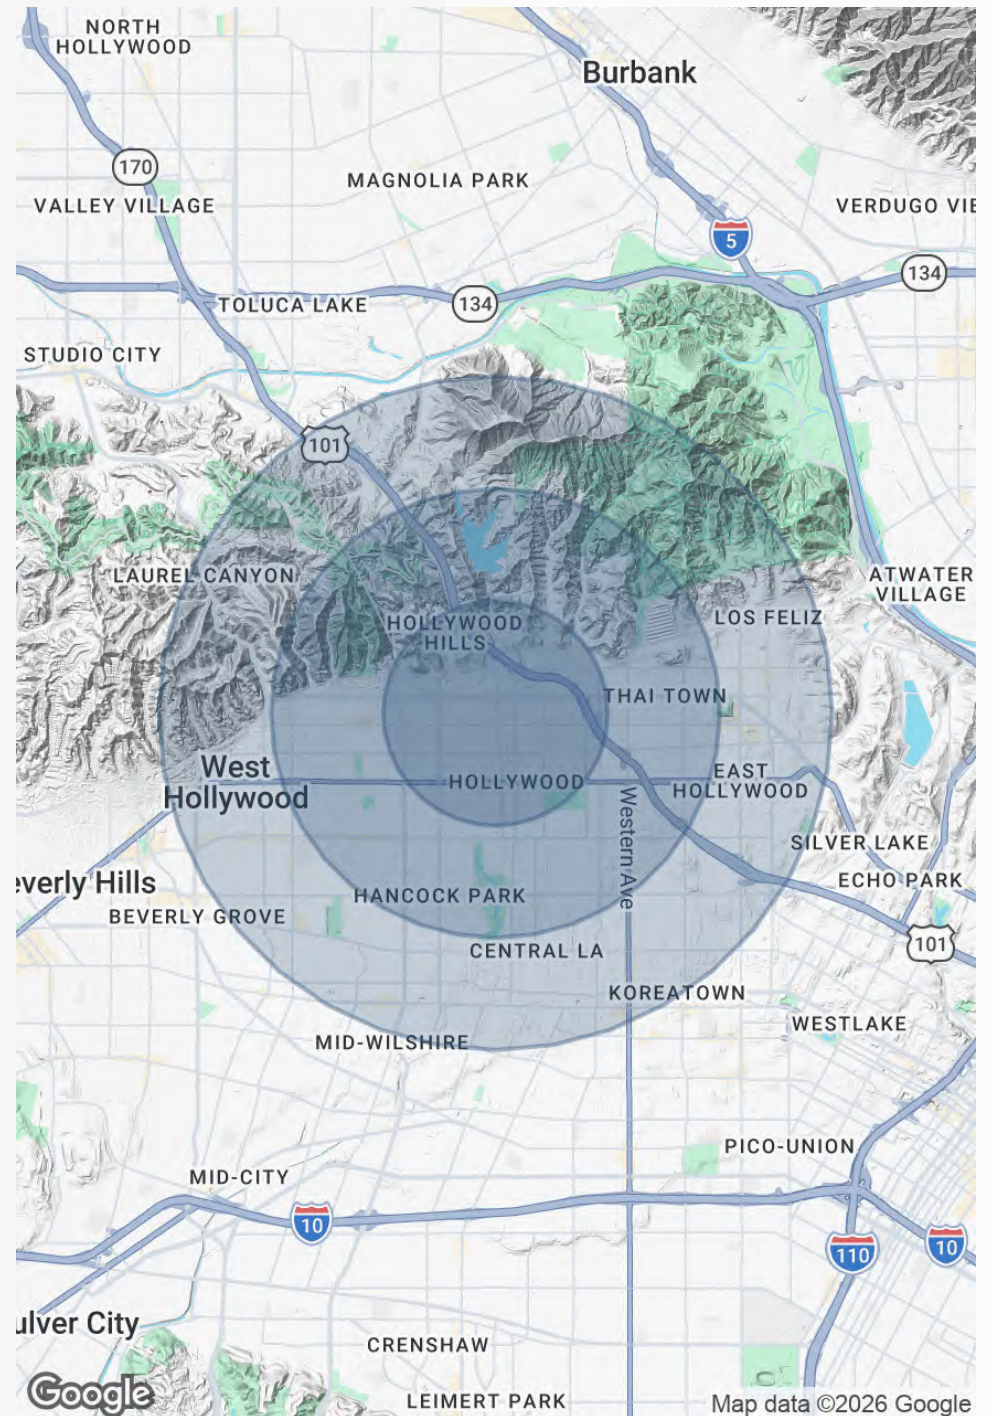 NORTH
HOLLYWOOD
Burbank
170
MAGNOLIA PARK
VALLEY VILLAGE
VERDUGO VIE
5
134
TOLUCA LAKE
134
STUDIO CITY
101
LAUREL CANYON
ATWATER
VILLAGE
HOLLYWOOD
HILLS
LOS FELIZ
THAI TOWN
West
Hollywood
HOLLYWOOD
EAST
HOLLYWOOD
Western Ave
SILVER LAKE
everly Hills
ECHO PARK
HANCOCK PARK
BEVERLY GROVE
101
CENTRAL LA
KOREATOWN
WESTLAKE
MID-WILSHIRE
PICO-UNION
MID-CITY
10
110
10
ulver City
CRENSHAW
Google
LEIMERT PARK
Map data ©2026 Google